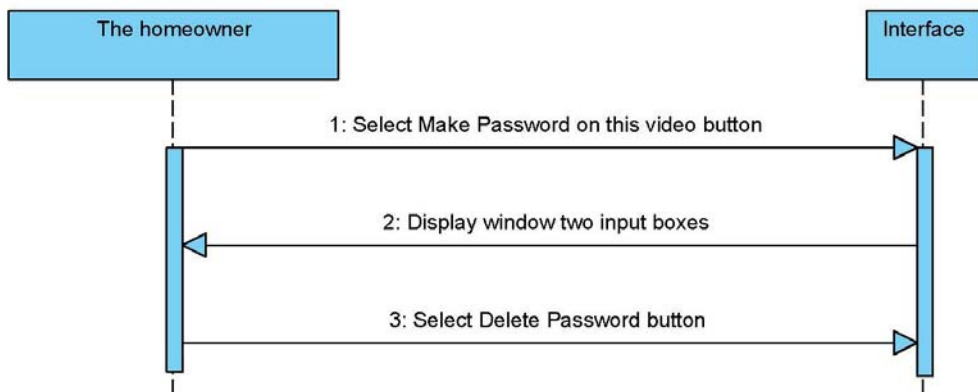 The homeowner
Interface
1: Select Make Password on this video button
2: Display window two input boxes
3: Select Delete Password button